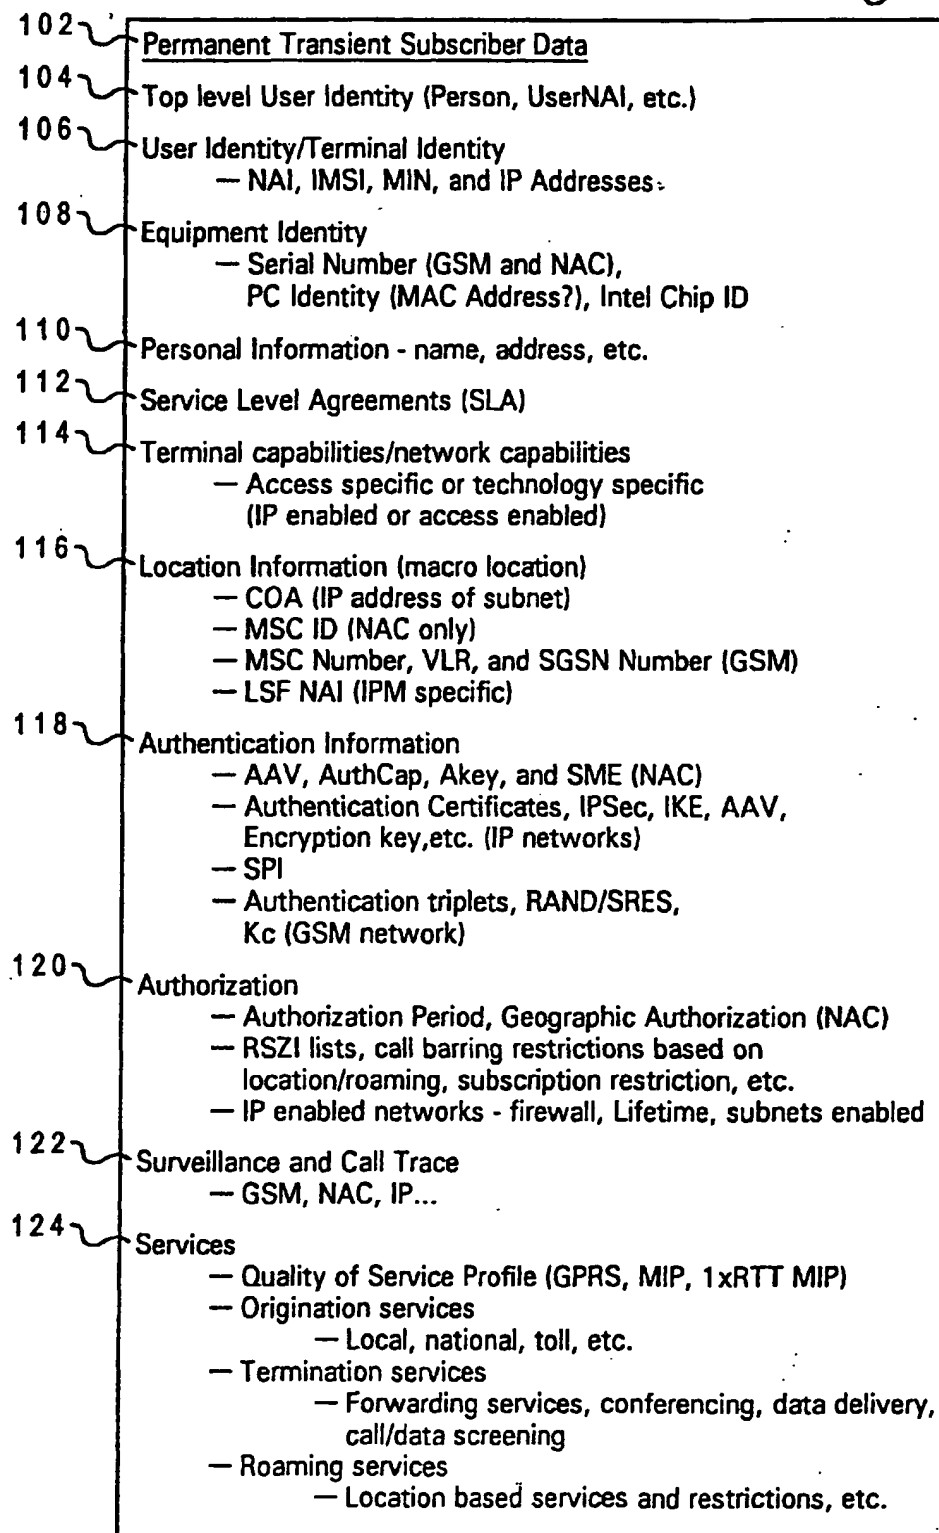 102 Permanent Transient Subscriber Data
104 Top level User Identity (Person, UserNAI, etc.)
106 User Identity/Terminal Identity
— NAI, IMSI, MIN, and IP Addresses
108 Equipment Identity
— Serial Number (GSM and NAC),
PC Identity (MAC Address?), Intel Chip ID
110 Personal Information - name, address, etc.
112 Service Level Agreements (SLA)
114 Terminal capabilities/network capabilities
— Access specific or technology specific
(IP enabled or access enabled)
116 Location Information (macro location)
— COA (IP address of subnet)
— MSC ID (NAC only)
— MSC Number, VLR, and SGSN Number (GSM)
— LSF NAI (IPM specific)
118 Authentication Information
— AAV, AuthCap, Akey, and SME (NAC)
— Authentication Certificates, IPSec, IKE, AAV,
Encryption key,etc. (IP networks)
— SPI
— Authentication triplets, RAND/SRES,
Kc (GSM network)
120 Authorization
— Authorization Period, Geographic Authorization (NAC)
— RSZI lists, call barring restrictions based on
location/roaming, subscription restriction, etc.
— IP enabled networks - firewall, Lifetime, subnets enabled
122 Surveillance and Call Trace
— GSM, NAC, IP...
124 Services
— Quality of Service Profile (GPRS, MIP, 1xRTT MIP)
— Origination services
— Local, national, toll, etc.
— Termination services
— Forwarding services, conferencing, data delivery,
call/data screening
— Roaming services
— Location based services and restrictions, etc.